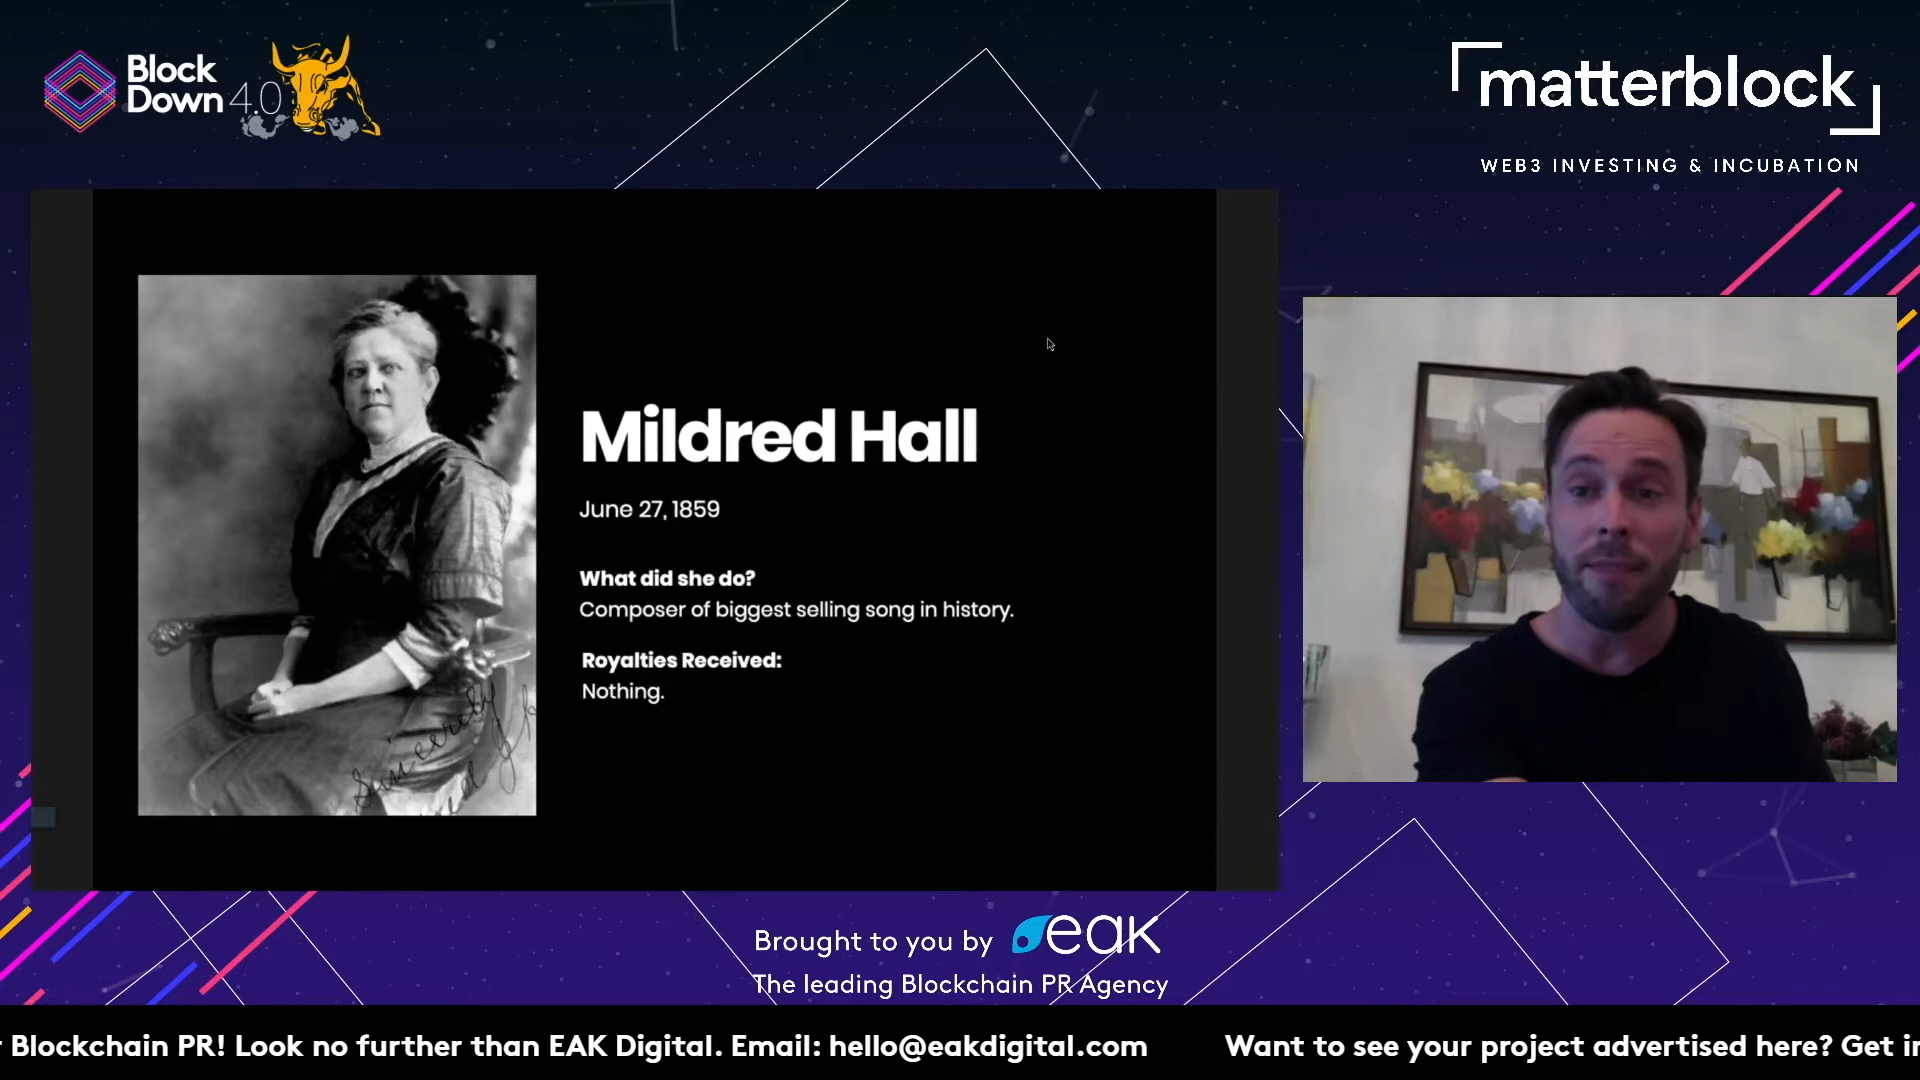 Block
Down 4.0
matterblock
WEB3 INVESTING & INCUBATION
Mildred Hall
June 27, 1859
What did she do?
Composer of biggest selling song in history.
Royalties Received:
Nothing.
Sincerely
Brought to you by eak
The leading Blockchain PR Agency
Blockchain PR! Look no further than EAK Digital. Email: hello@eakdigital.com Want to see your project advertised here? Get